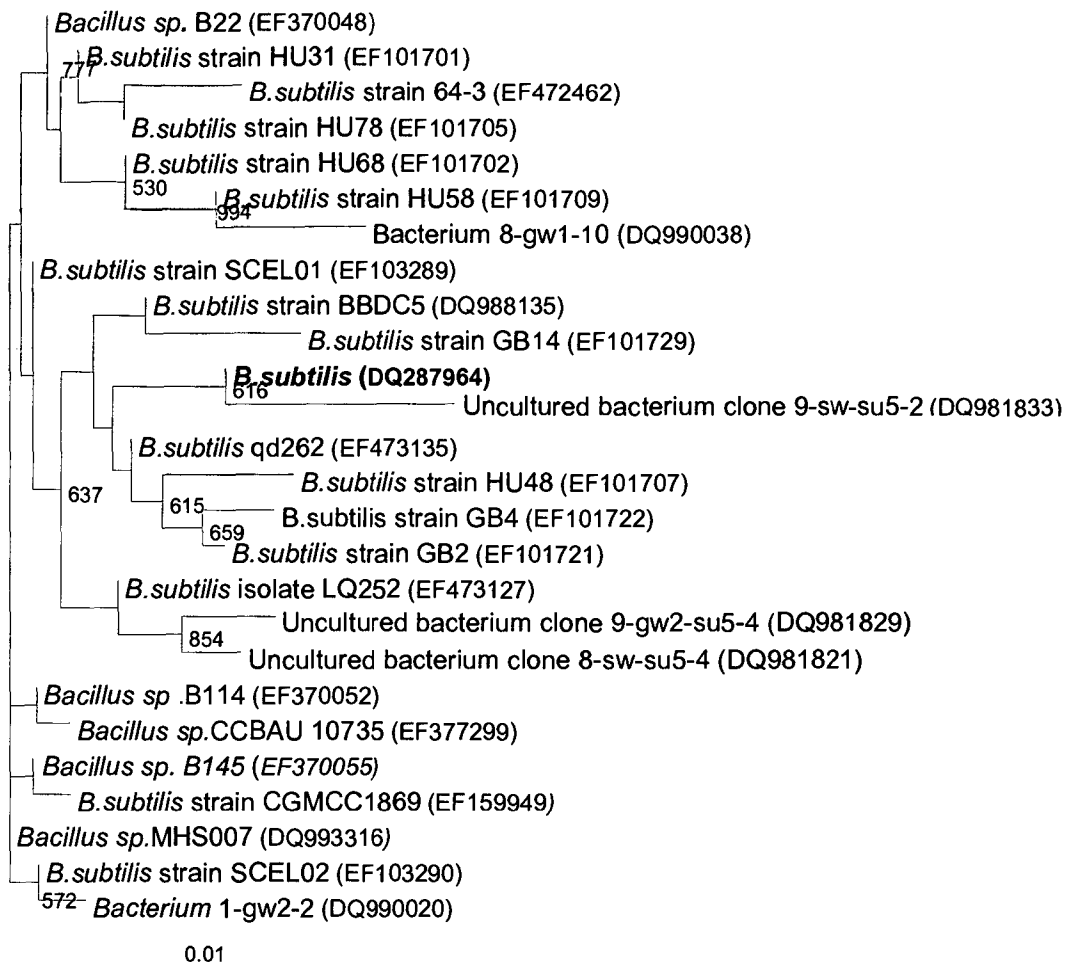 Bacillus sp. B22 (EF370048)
B.subtilis strain HU31 (EF101701)
777
B.subtilis strain 64-3 (EF472462)
B.subtilis strain HU78 (EF101705)
B.subtilis strain HU68 (EF101702)
530
B.subtilis strain HU58 (EF101709)
994
Bacterium 8-gw1-10 (DQ990038)
B.subtilis strain SCEL01 (EF103289)
B.subtilis strain BBDC5 (DQ988135)
B.subtilis strain GB14 (EF101729)
B.subtilis (DQ287964)
616
Uncultured bacterium clone 9-sw-su5-2 (DQ981833)
B.subtilis qd262 (EF473135)
B.subtilis strain HU48 (EF101707)
637
615
B.subtilis strain GB4 (EF101722)
659
B.subtilis strain GB2 (EF101721)
B.subtilis isolate LQ252 (EF473127)
Uncultured bacterium clone 9-gw2-su5-4 (DQ981829)
854
Uncultured bacterium clone 8-sw-su5-4 (DQ981821)
Bacillus sp .B114 (EF370052)
Bacillus sp.CCBAU 10735 (EF377299)
Bacillus sp. B145 (EF370055)
B.subtilis strain CGMCC1869 (EF159949)
Bacillus sp.MHS007 (DQ993316)
B.subtilis strain SCEL02 (EF103290)
572
Bacterium 1-gw2-2 (DQ990020)
0.01